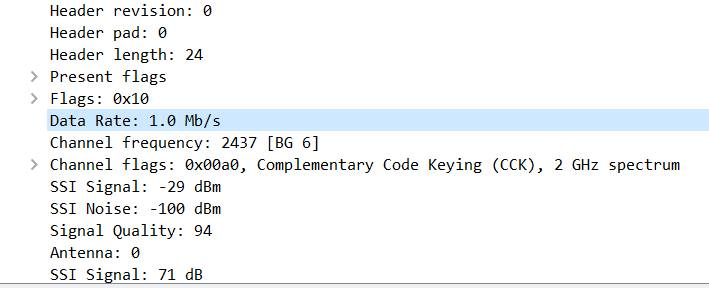 Header revision: 0
Header pad: 0
Header length: 24
Present flags
Flags: 0x10
Data Rate: 1.0 Mb/s
Channel frequency: 2437 [BG 6]
Channel flags: 0x00a0, Complementary Code Keying (CCK), 2 GHz spectrum
SSI Signal: -29 dBm
SSI Noise: -100 dBm
Signal Quality: 94
Antenna: 0
SSI Signal: 71 dB